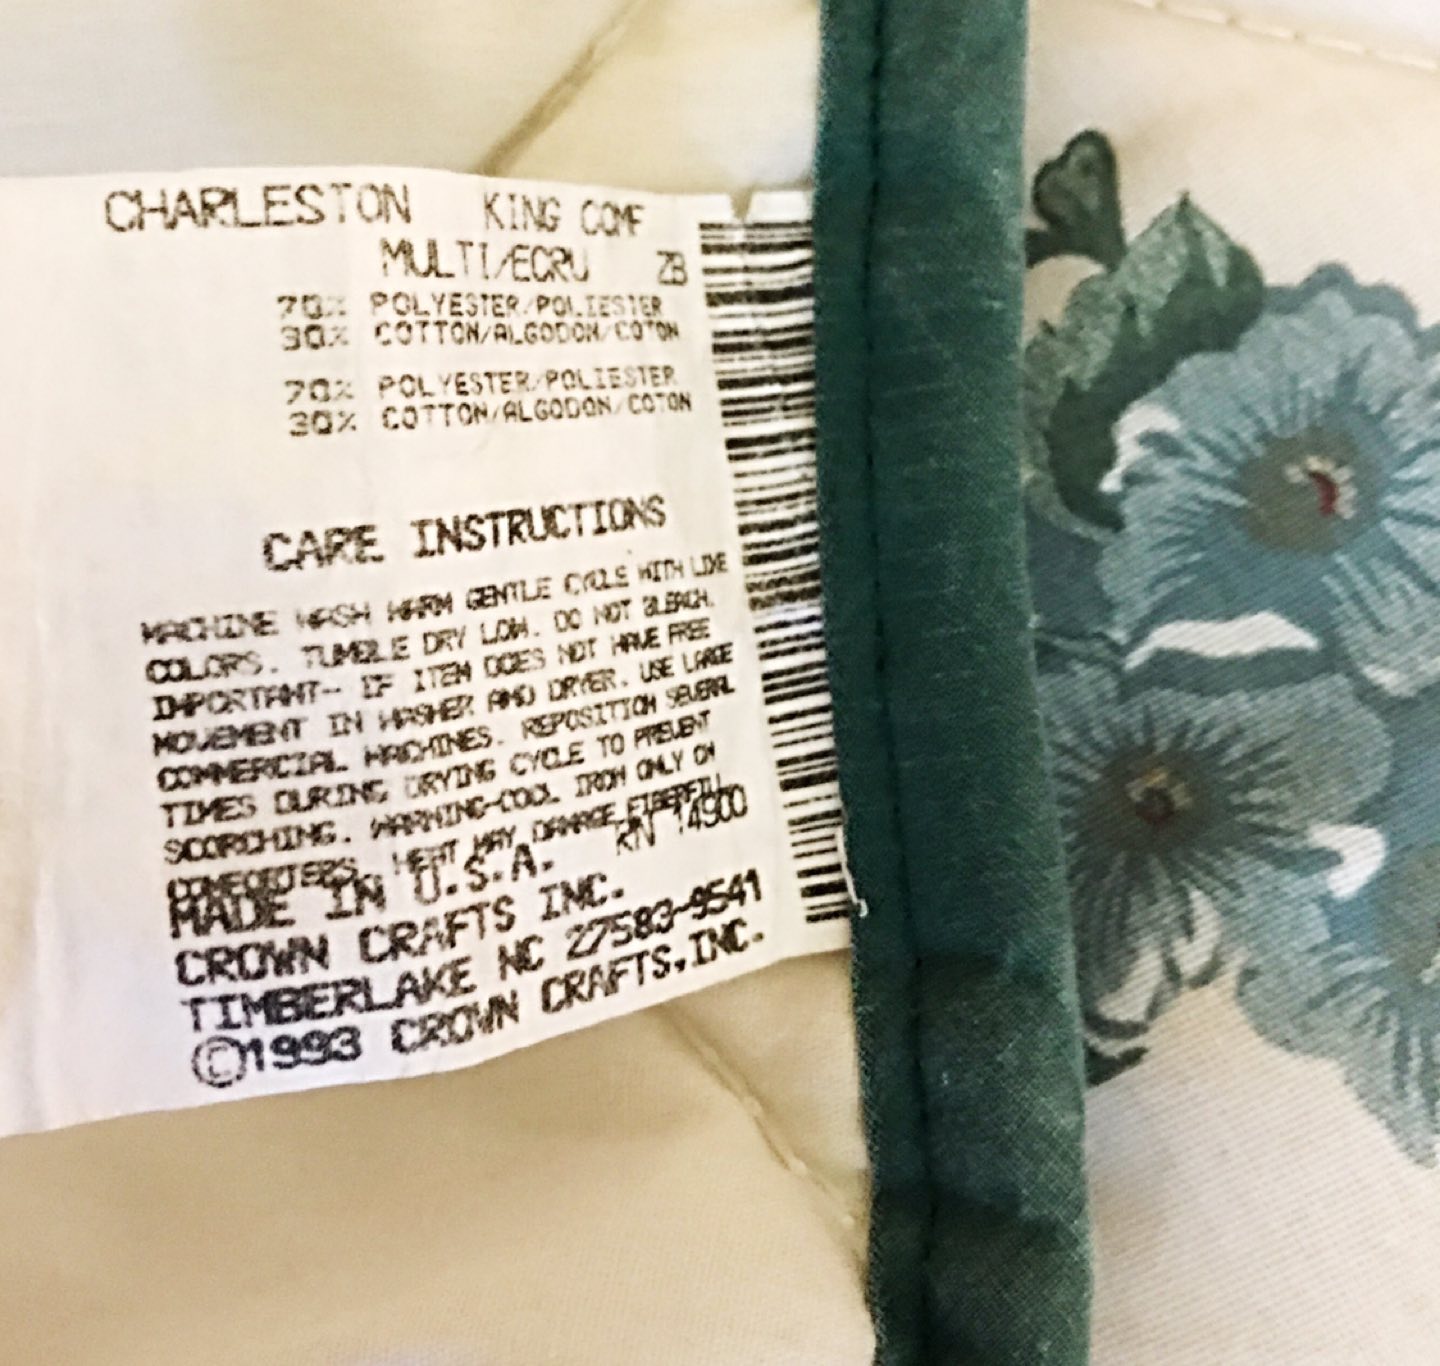 CHARLESTON KING COMF
MULTI/ECRU ZB
70% POLYESTER/POLIESTER
30% COTTON/ALGODON/COTON
70% POLYESTER/POLIESTER
30% COTTON/ALGODON/COTON
CARE INSTRUCTIONS
MACHINE WASH WARM GENTLE CYCLE WITH LIKE
COLORS. TUMBLE DRY LOW. DO NOT BLEACH.
IMPORTANT-- IF ITEM DOES NOT HAVE FREE
MOVEMENT IN WASHER AND DRYER. USE LARGE
COMMERCIAL MACHINES. REPOSITION SEVERAL
TIMES DURING DRYING CYCLE TO PREVENT
SCORCHING. WARNING-COOL IRON ONLY ON
COMFORTERS. HEAT MAY DAMAGE FIBERFILL
MADE IN U.S.A. RN 14900
CROWN CRAFTS INC.
TIMBERLAKE NC 27583-9541
©1993 CROWN CRAFTS,INC.